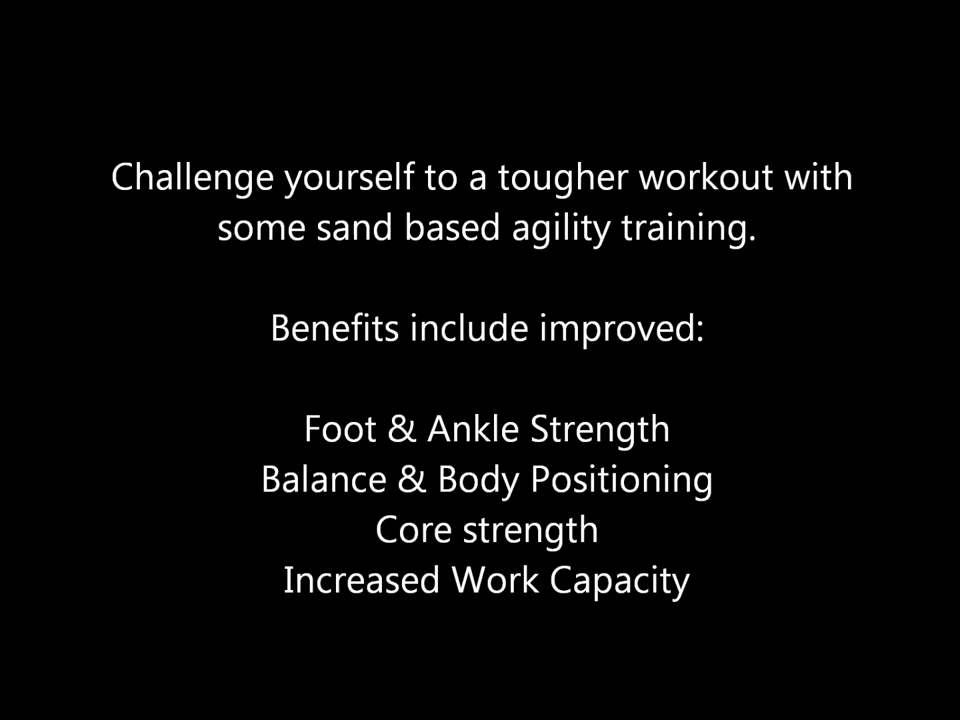 Challenge yourself to a tougher workout with
some sand based agility training.
Benefits include improved:
Foot & Ankle Strength
Balance & Body Positioning
Core strength
Increased Work Capacity